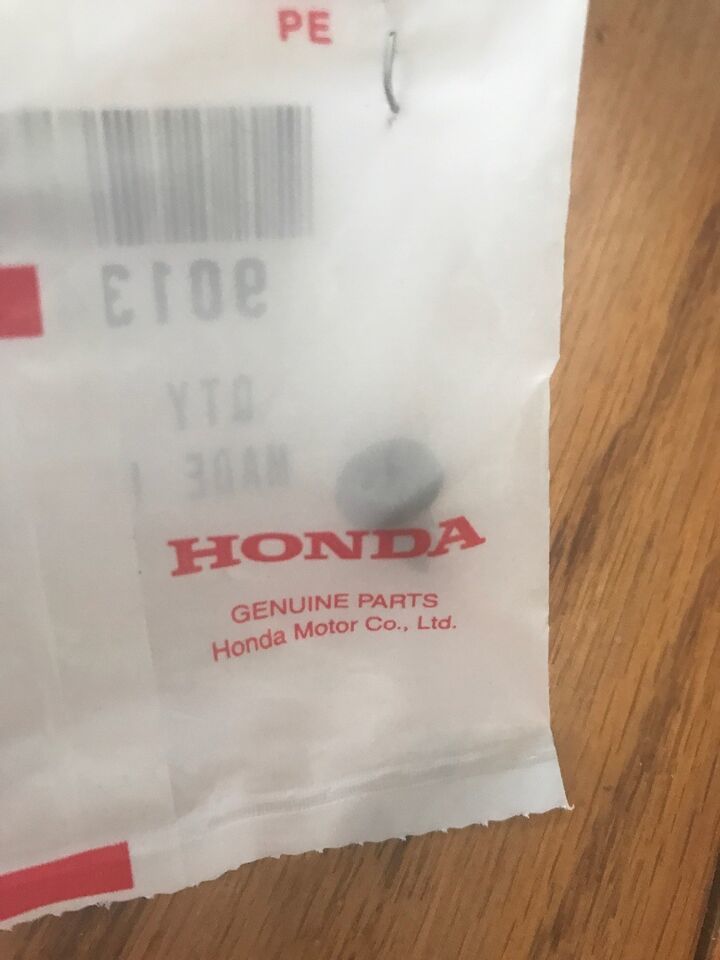 PE
9013
QTY
MADE
HONDA
GENUINE PARTS
Honda Motor Co., Ltd.